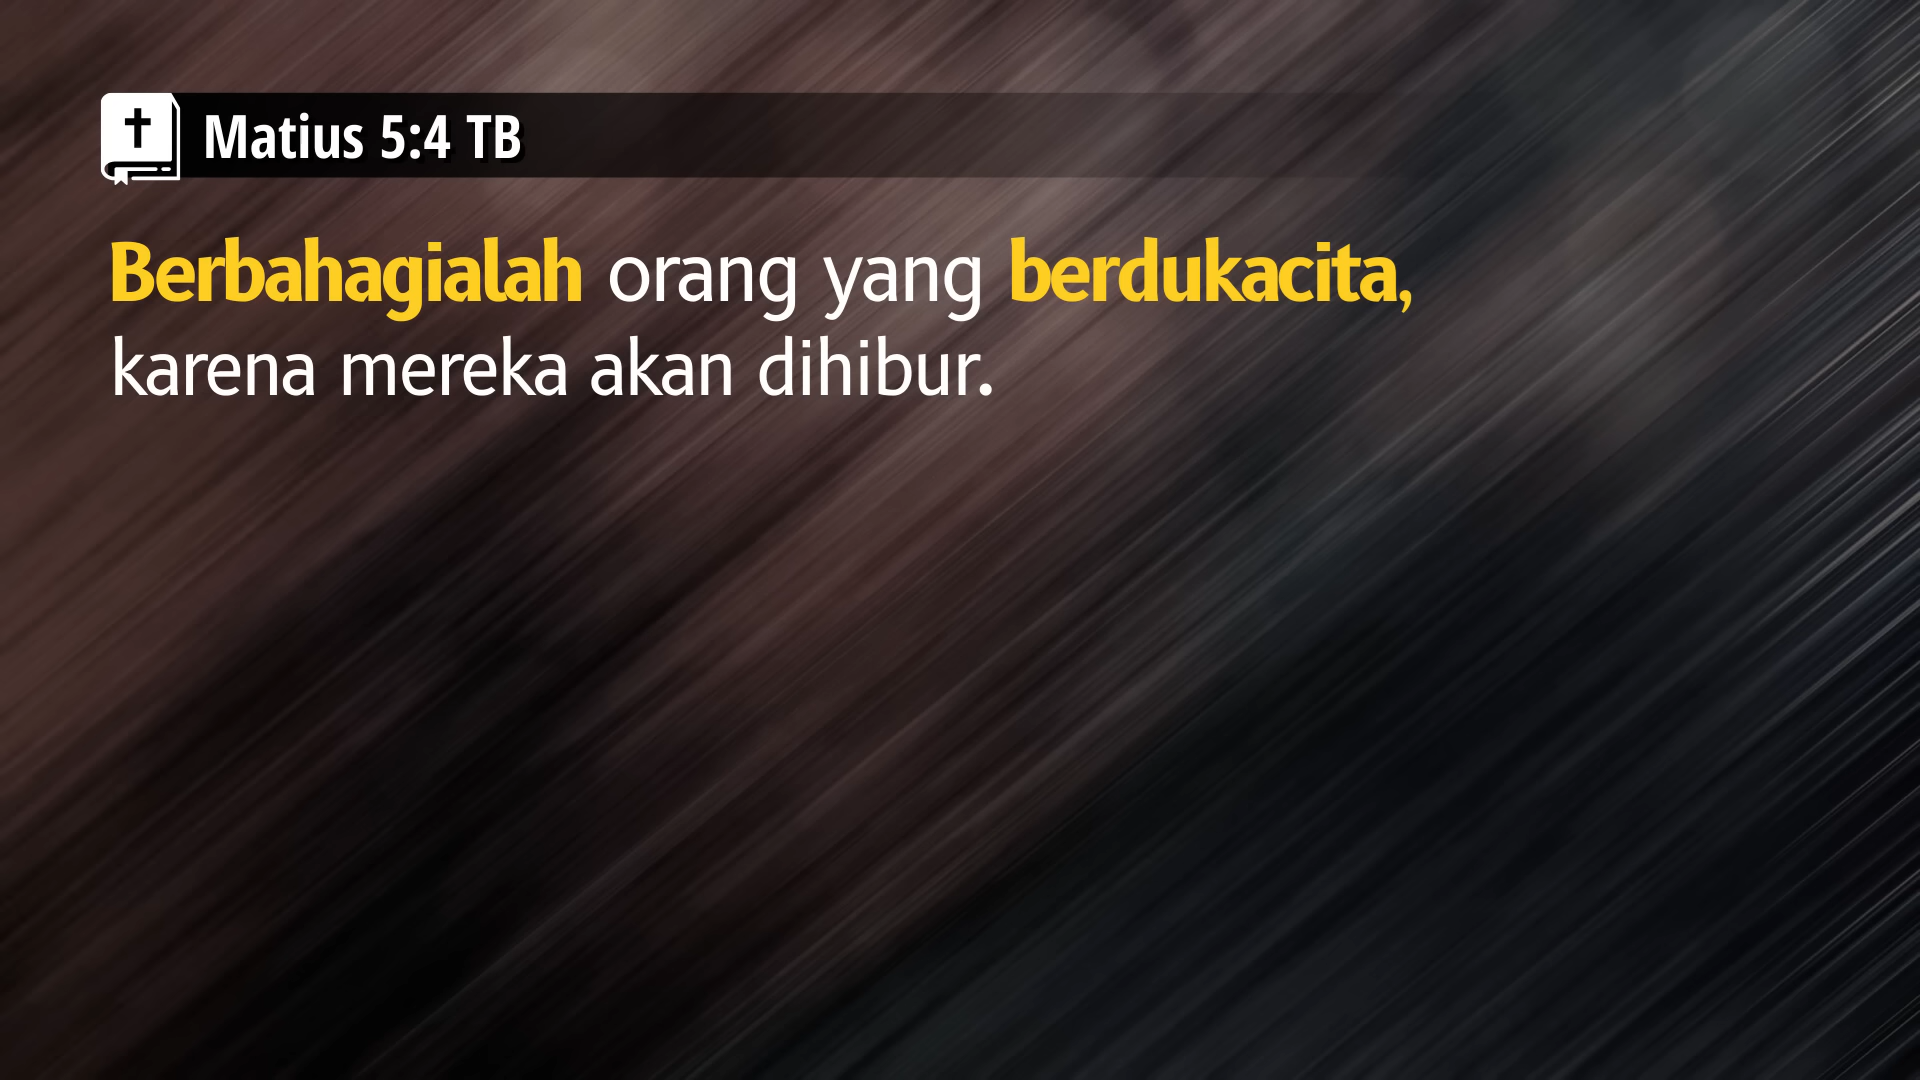 Matius 5:4 TB
Berbahagialah orang yang berdukacita,
karena mereka akan dihibur.